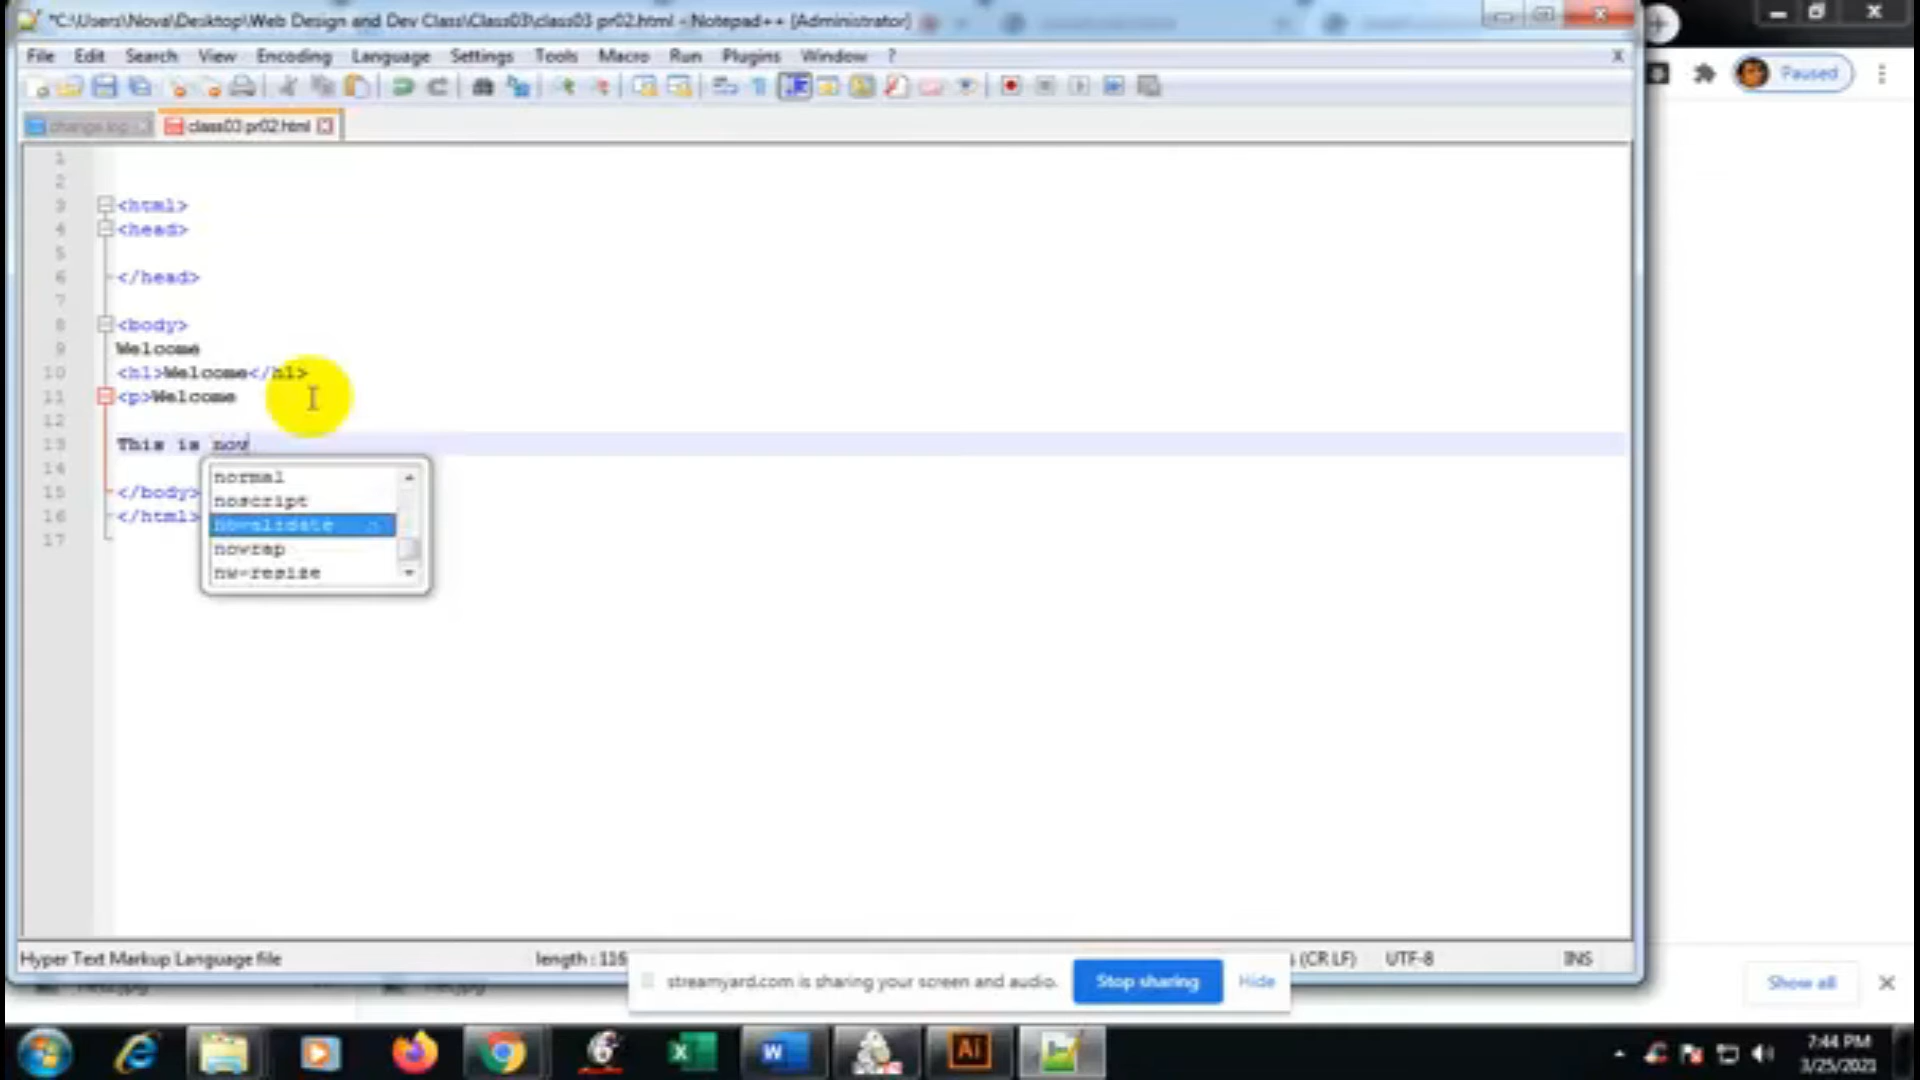 *C:\Users\Nova\Desktop\Web Design and Dev Class\Class03\class03 pr02.html - Notepad++ [Administrator]
File Edit Search View Encoding Language Settings Tools Macro Run Plugins Window ?
X
Paused
change.log
class03 pr02.html
1
2
3 <html>
4 <head>
5
6 </head>
7
8 <body>
9 Welcome
10 <h1>Welcome</h1>
11 <p>Welcome
12
13 This is nov
14
15 </body>
16 </html>
17
normal
noscript
novalidate
nowrap
nw-resize
Hyper Text Markup Language file
length : 116
(CR LF)
UTF-8
INS
streamyard.com is sharing your screen and audio.
Stop sharing
Hide
Show all
7:44 PM
3/25/2021